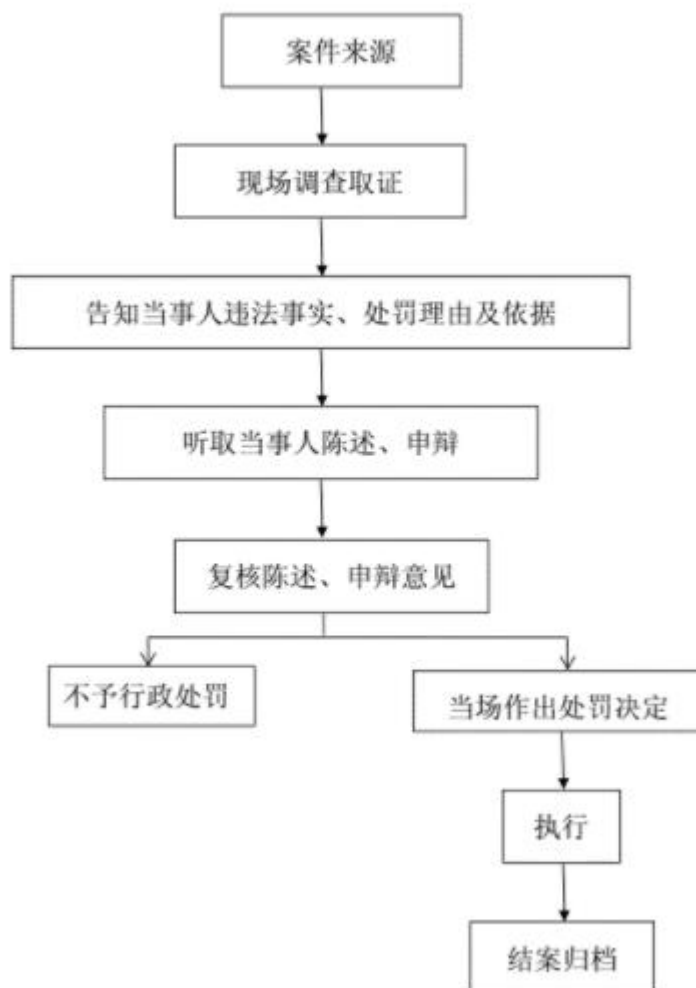 案件来源
现场调查取证
告知当事人违法事实、处罚理由及依据
听取当事人陈述、申辩
复核陈述、申辩意见
不予行政处罚
当场作出处罚决定
执行
结案归档